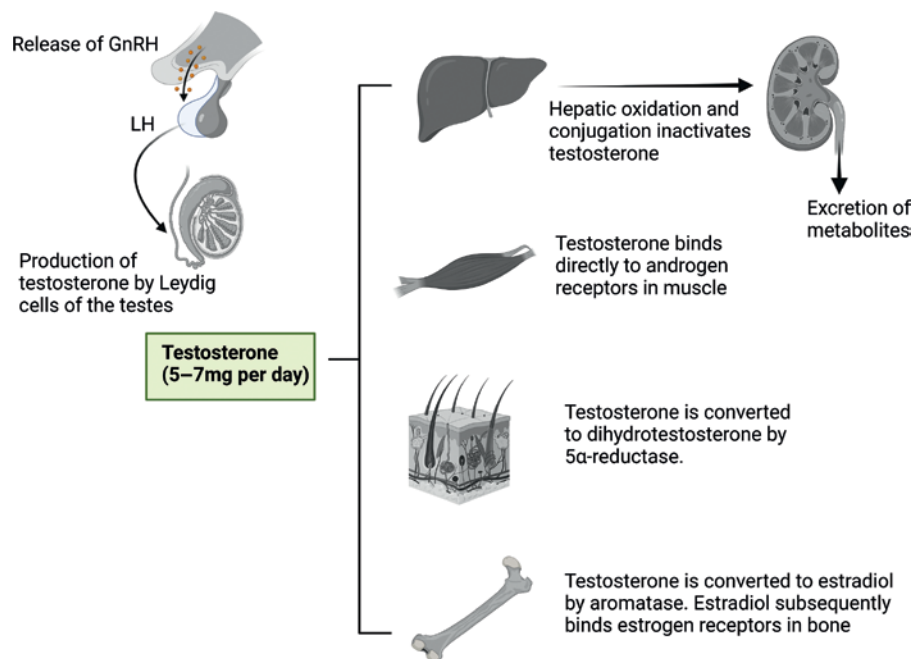 Release of GnRH
LH
Production of
testosterone by Leydig
cells of the testes
Testosterone
(5–7mg per day)
Hepatic oxidation and
conjugation inactivates
testosterone
Excretion of
metabolites
Testosterone binds
directly to androgen
receptors in muscle
Testosterone is converted
to dihydrotestosterone by
5α-reductase.
Testosterone is converted to estradiol
by aromatase. Estradiol subsequently
binds estrogen receptors in bone